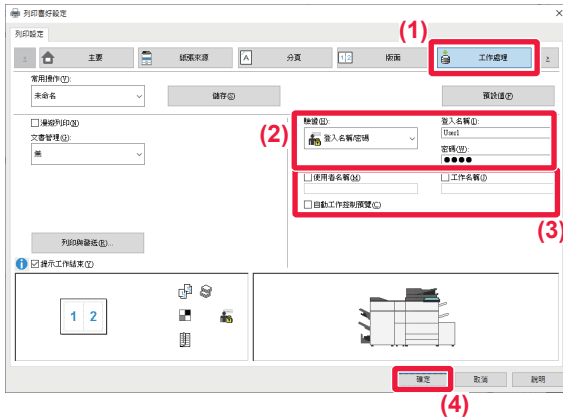 列印喜好設定
列印設定
(1)
主要
紙張來源
分頁
版面
工作處理
常用操作(V):
未命名
儲存(S)
預設值(F)
漫遊列印(N)
文書管理(G):
無
(2)
驗證(H):
登入名稱/密碼
登入名稱(L):
User1
密碼(W):
使用者名稱(M)
工作名稱(J)
自動工作控制預覽(C)
(3)
列印與發送(R)...
提示工作結束(Y)
1 2
確定
取消
說明
(4)